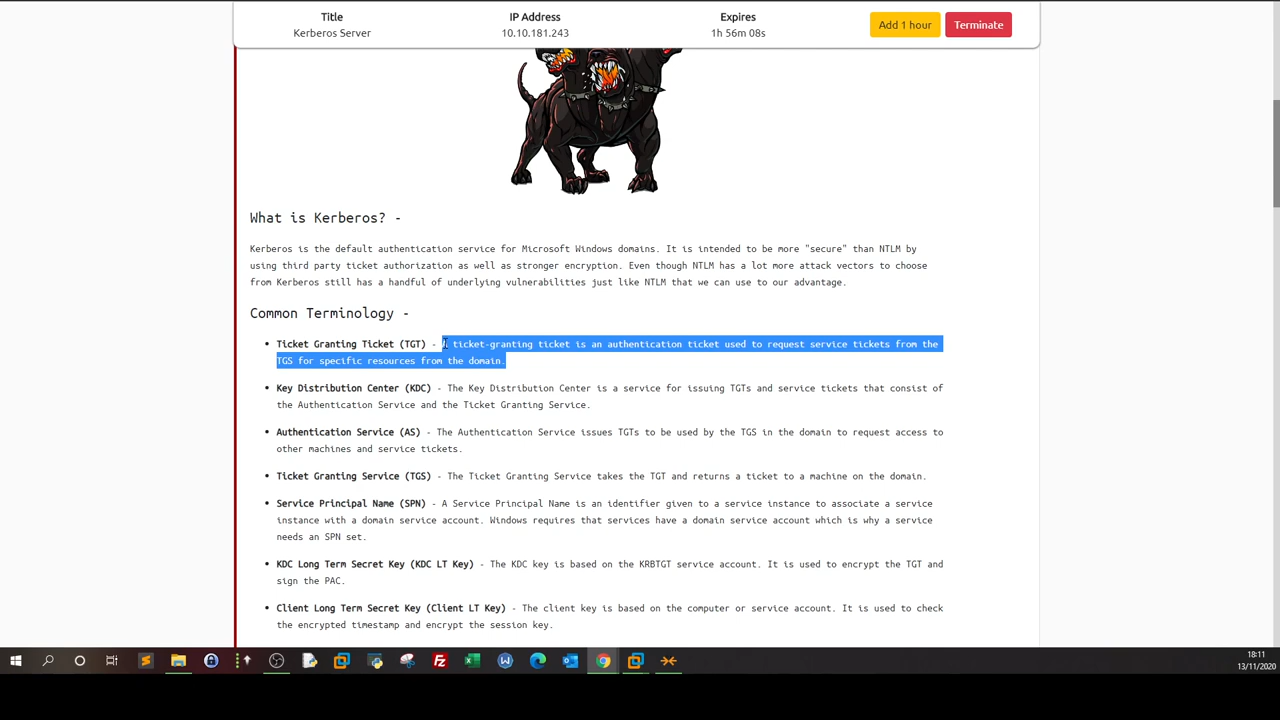 Title
Kerberos Server
IP Address
10.10.181.243
Expires
1h 56m 08s
Add 1 hour
Terminate
What is Kerberos? -
Kerberos is the default authentication service for Microsoft Windows domains. It is intended to be more "secure" than NTLM by
using third party ticket authorization as well as stronger encryption. Even though NTLM has a lot more attack vectors to choose
from Kerberos still has a handful of underlying vulnerabilities just like NTLM that we can use to our advantage.
Common Terminology -
• Ticket Granting Ticket (TGT) - A ticket-granting ticket is an authentication ticket used to request service tickets from the
TGS for specific resources from the domain.
• Key Distribution Center (KDC) - The Key Distribution Center is a service for issuing TGTs and service tickets that consist of
the Authentication Service and the Ticket Granting Service.
• Authentication Service (AS) - The Authentication Service issues TGTs to be used by the TGS in the domain to request access to
other machines and service tickets.
• Ticket Granting Service (TGS) - The Ticket Granting Service takes the TGT and returns a ticket to a machine on the domain.
• Service Principal Name (SPN) - A Service Principal Name is an identifier given to a service instance to associate a service
instance with a domain service account. Windows requires that services have a domain service account which is why a service
needs an SPN set.
• KDC Long Term Secret Key (KDC LT Key) - The KDC key is based on the KRBTGT service account. It is used to encrypt the TGT and
sign the PAC.
• Client Long Term Secret Key (Client LT Key) - The client key is based on the computer or service account. It is used to check
the encrypted timestamp and encrypt the session key.
18:11
13/11/2020